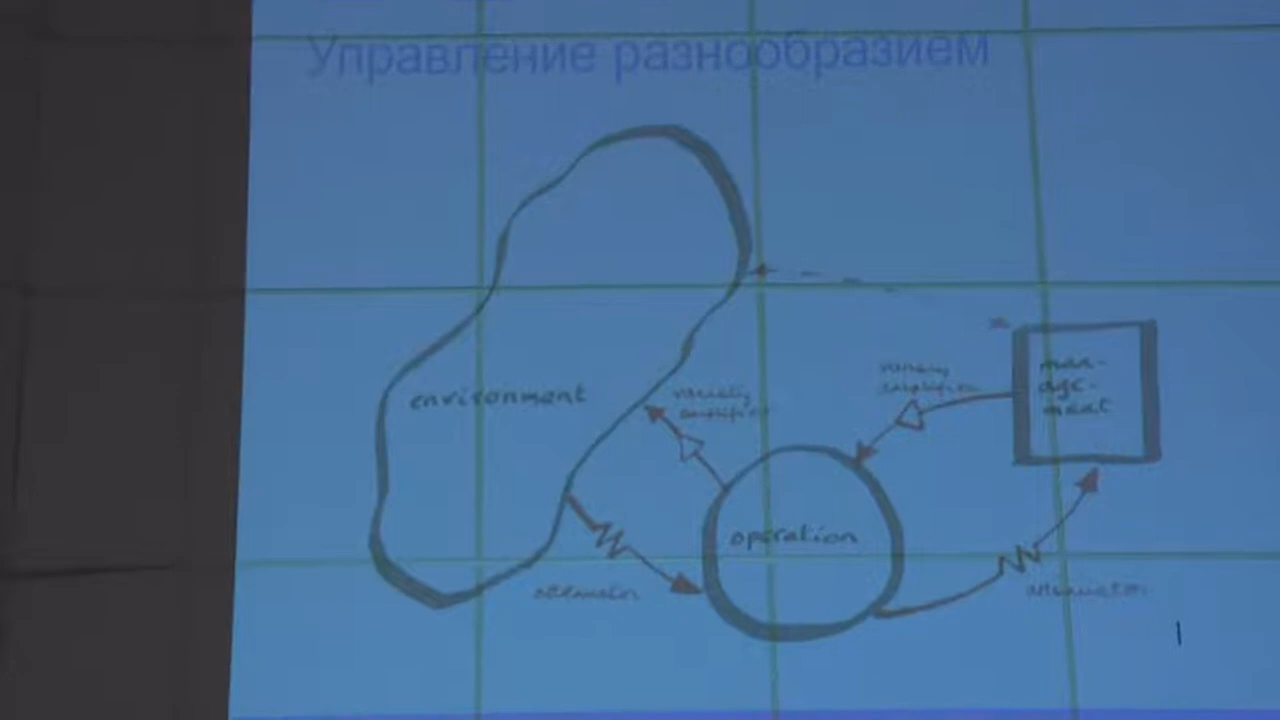 Управление разнообразием
environment
variety
amplifier
variety
amplifier
man-
age-
ment
operation
attenuator
attenuator